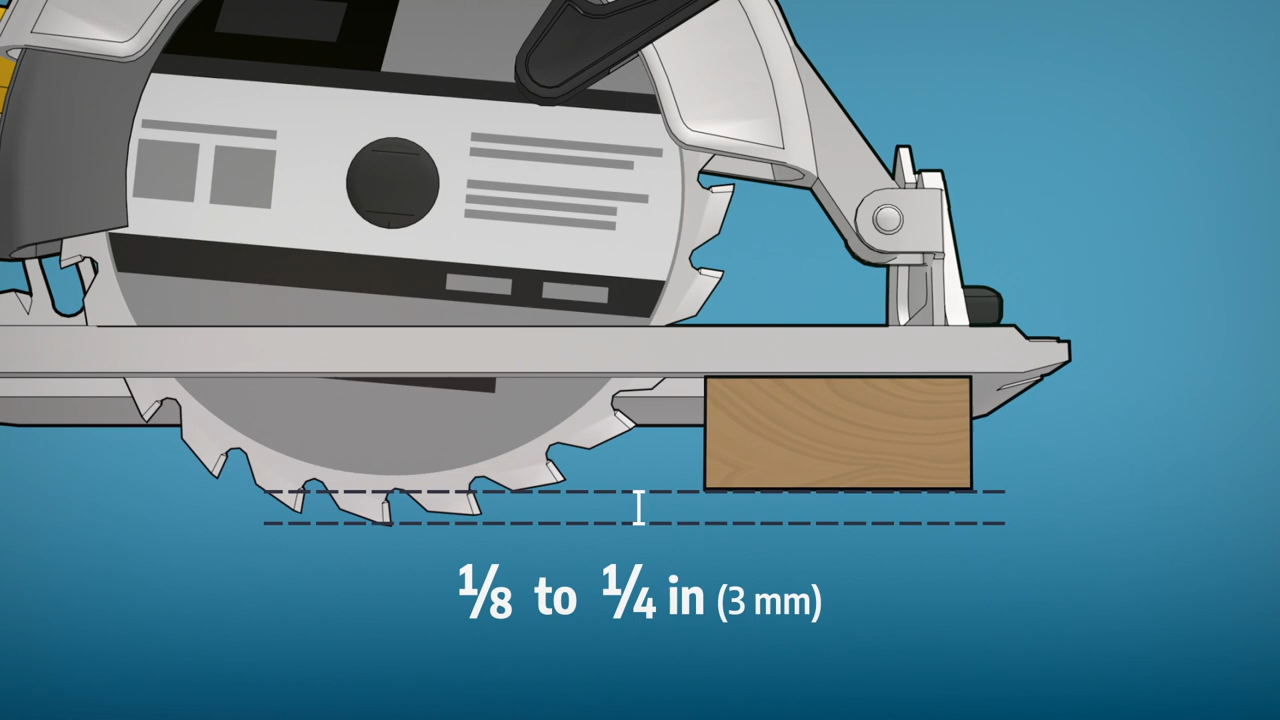 ⅛ to ¼ in (3 mm)